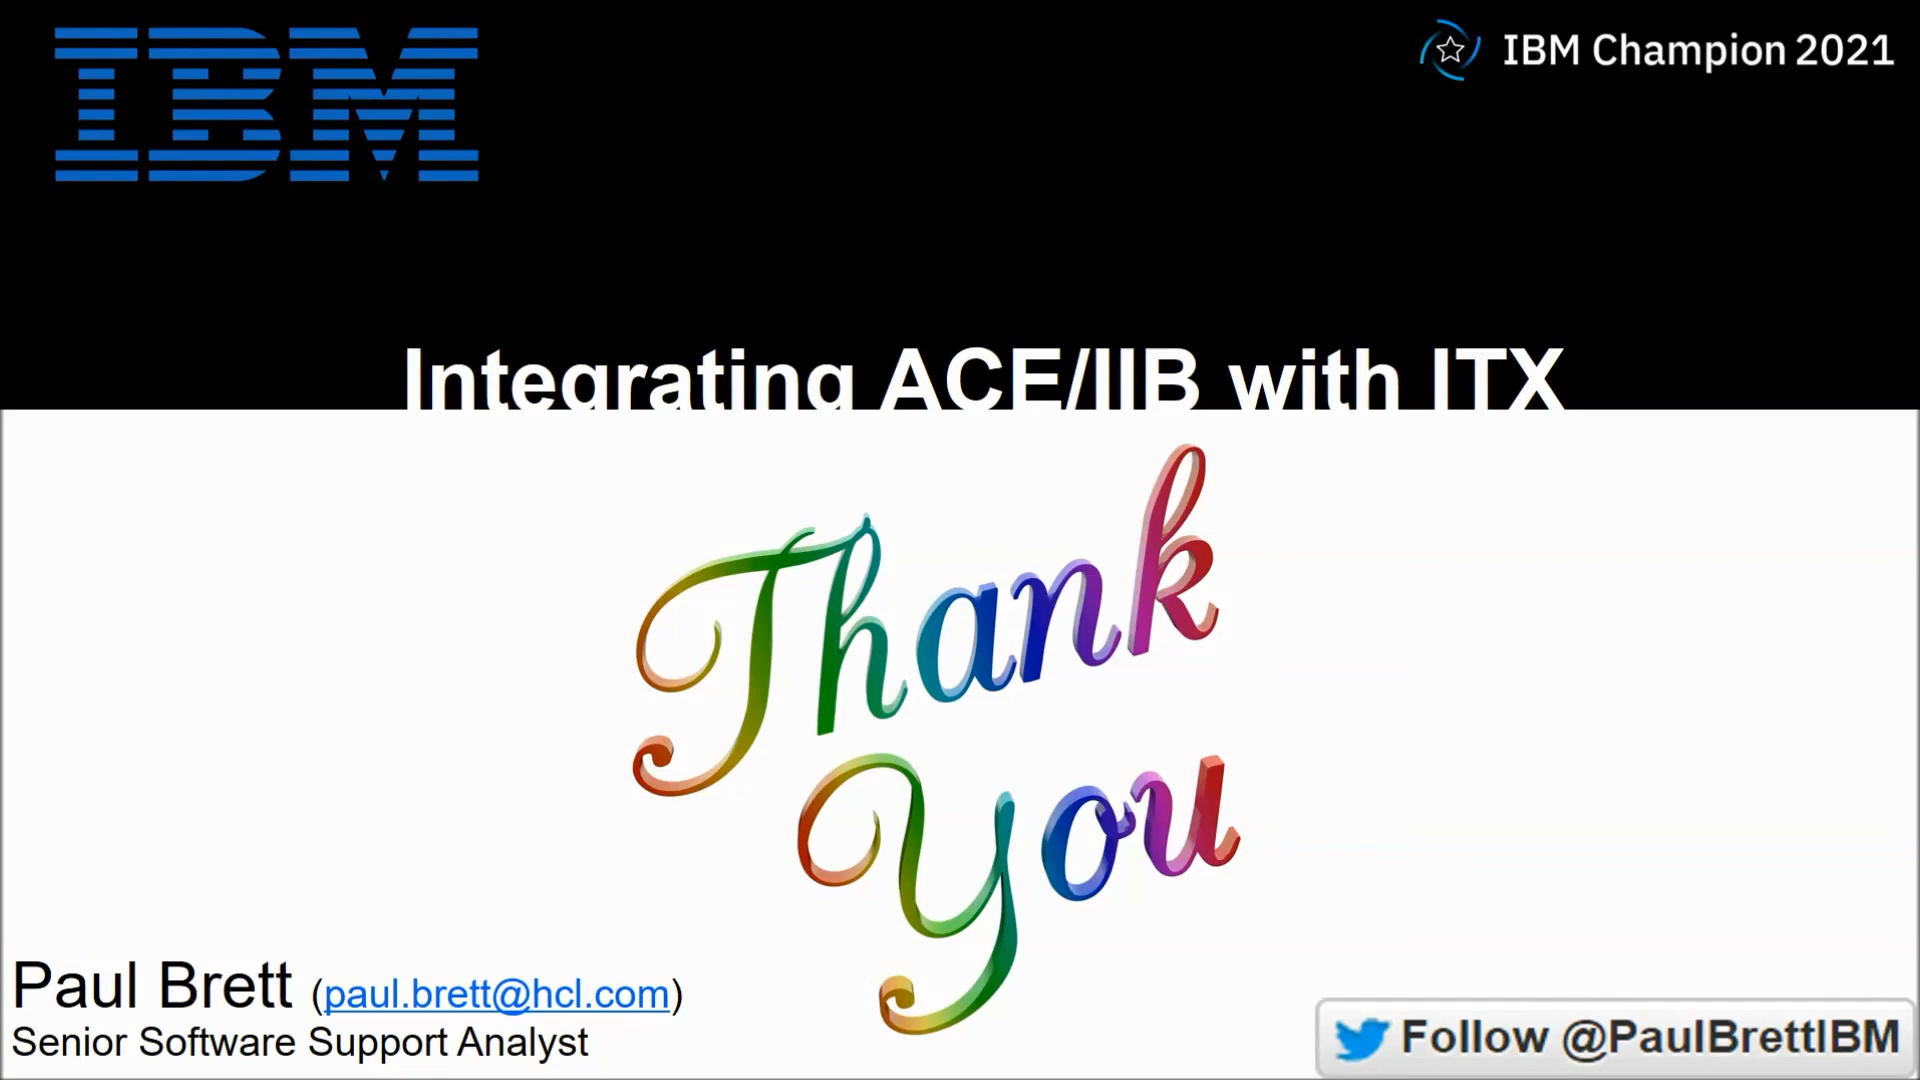 IBM
IBM Champion 2021
Integrating ACE/IIB with ITX
Thank
You
Paul Brett (paul.brett@hcl.com)
Senior Software Support Analyst
Follow @PaulBrettIBM